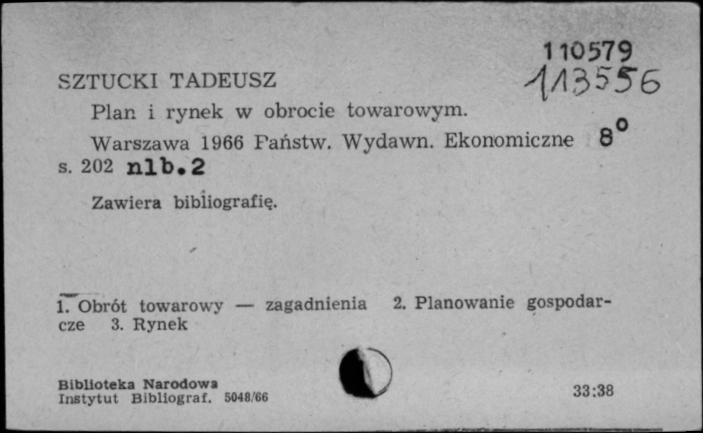 110579
113556
SZTUCKI TADEUSZ
Plan i rynek w obrocie towarowym.
Warszawa 1966 Państw. Wydawn. Ekonomiczne 8°
s. 202 nlb.2
Zawiera bibliografię.
1. Obrót towarowy — zagadnienia 2. Planowanie gospodar-
cze 3. Rynek
Biblioteka Narodowa
Instytut Bibliograf. 5048/66
33:38